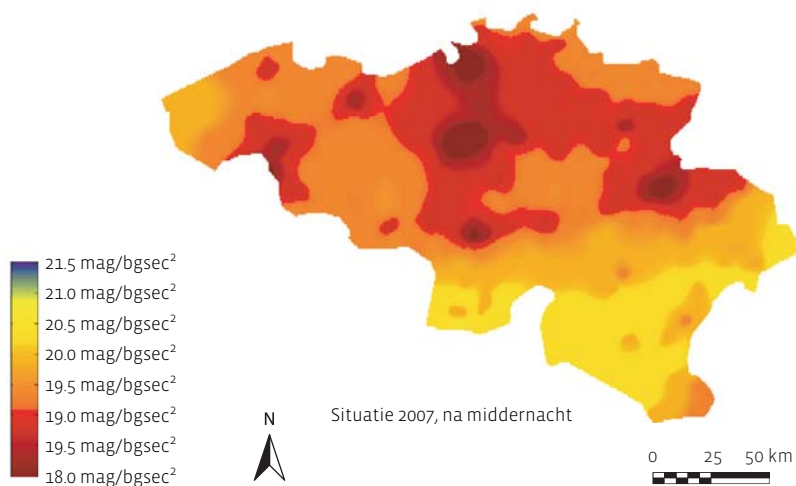 21.5 mag/bgsec²
21.0 mag/bgsec²
20.5 mag/bgsec²
20.0 mag/bgsec²
19.5 mag/bgsec²
19.0 mag/bgsec²
19.5 mag/bgsec²
18.0 mag/bgsec²
N
Situatie 2007, na middernacht
0 25 50 km